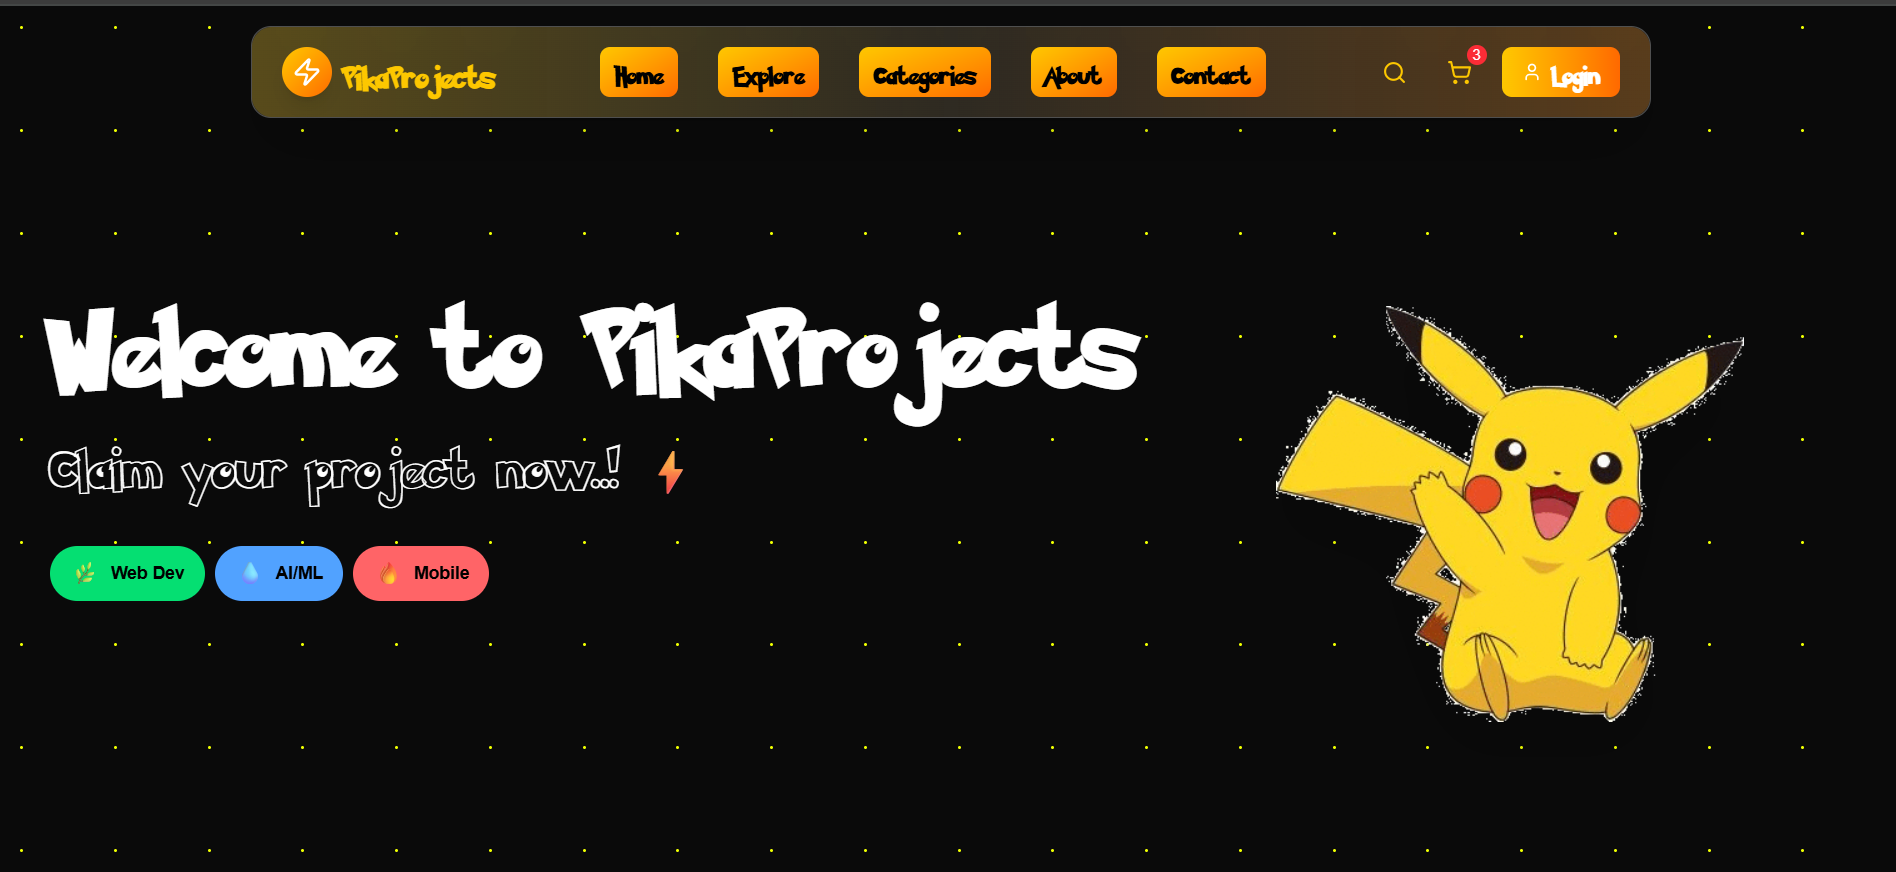 PikaProjects
Home
Explore
Categories
About
Contact
3
Login
Welcome to PikaProjects
Claim your project now..!
Web Dev
AI/ML
Mobile